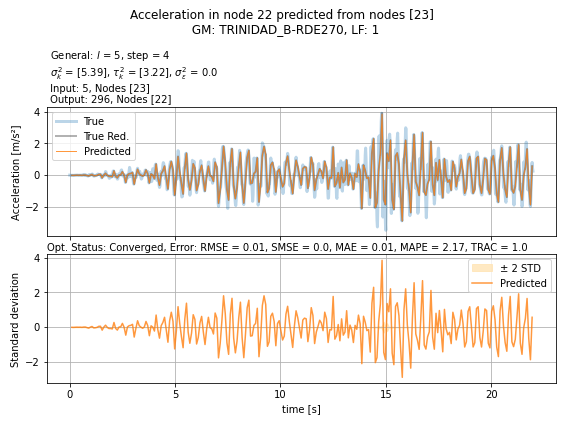 Acceleration in node 22 predicted from nodes [23]
GM: TRINIDAD_B-RDE270, LF: 1
General: l = 5, step = 4
σ²ₖ = [5.39], τ²ₖ = [3.22], σ²ε = 0.0
Input: 5, Nodes [23]
Output: 296, Nodes [22]
4
2
0
−2
Acceleration [m/s²]
True
True Red.
Predicted
Opt. Status: Converged, Error: RMSE = 0.01, SMSE = 0.0, MAE = 0.01, MAPE = 2.17, TRAC = 1.0
4
2
0
−2
Standard deviation
± 2 STD
Predicted
0 5 10 15 20
time [s]